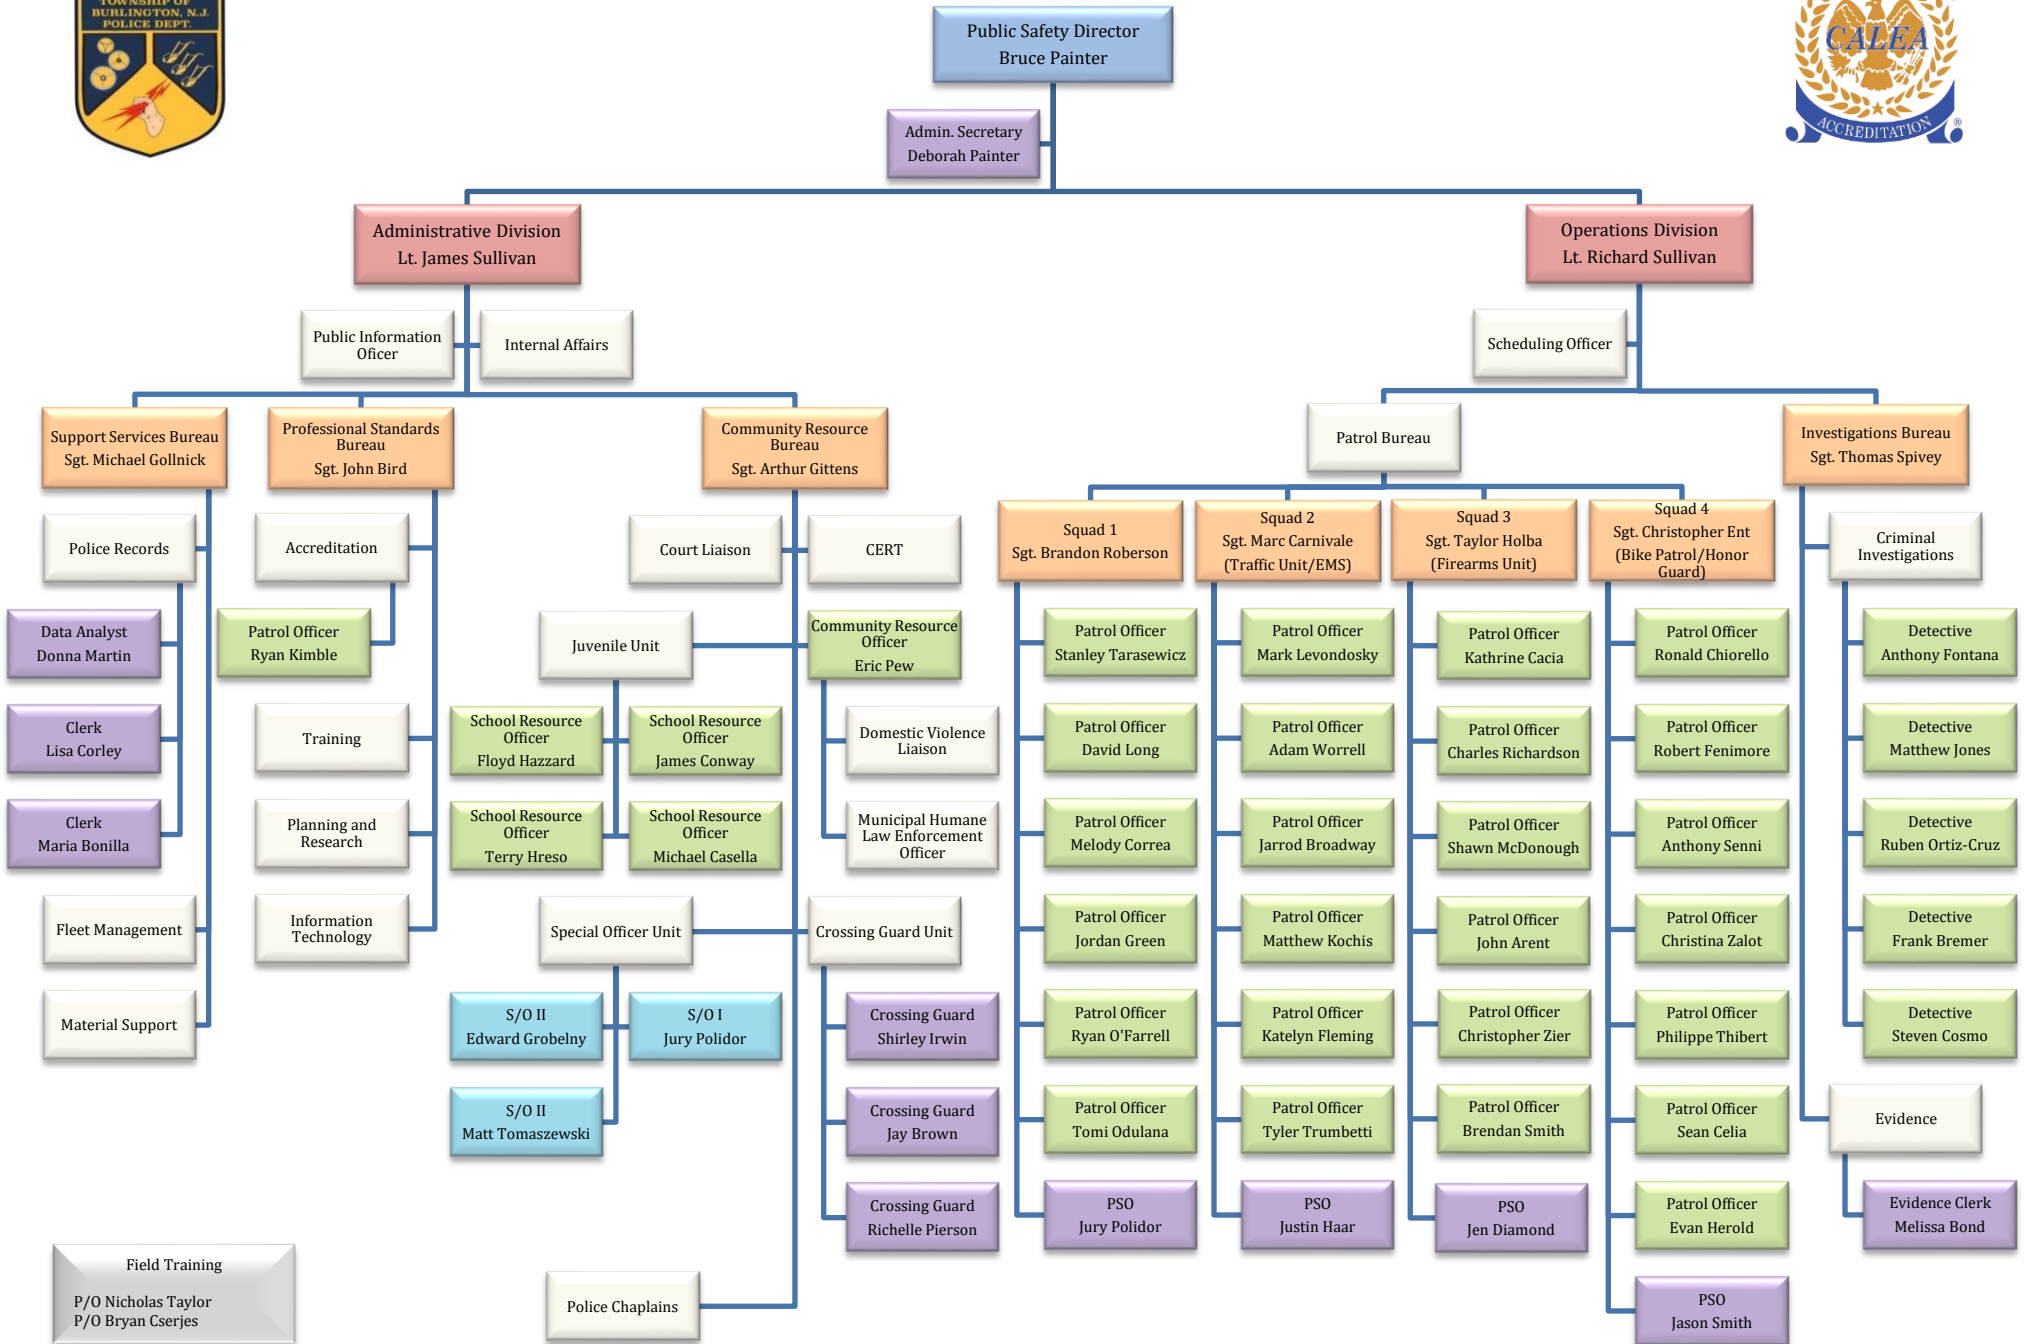 TOWNSHIP OF
BURLINGTON, N.J.
POLICE DEPT.
CALEA
ACCREDITATION
®
Public Safety Director
Bruce Painter
Admin. Secretary
Deborah Painter
Administrative Division
Lt. James Sullivan
Operations Division
Lt. Richard Sullivan
Public Information
Oficer
Internal Affairs
Scheduling Officer
Support Services Bureau
Sgt. Michael Gollnick
Professional Standards
Bureau
Sgt. John Bird
Community Resource
Bureau
Sgt. Arthur Gittens
Patrol Bureau
Investigations Bureau
Sgt. Thomas Spivey
Police Records
Data Analyst
Donna Martin
Clerk
Lisa Corley
Clerk
Maria Bonilla
Fleet Management
Material Support
Accreditation
Patrol Officer
Ryan Kimble
Training
Planning and
Research
Information
Technology
Court Liaison
CERT
Juvenile Unit
Community Resource
Officer
Eric Pew
School Resource
Officer
Floyd Hazzard
School Resource
Officer
James Conway
School Resource
Officer
Terry Hreso
School Resource
Officer
Michael Casella
Domestic Violence
Liaison
Municipal Humane
Law Enforcement
Officer
Special Officer Unit
Crossing Guard Unit
S/O II
Edward Grobelny
S/O I
Jury Polidor
S/O II
Matt Tomaszewski
Crossing Guard
Shirley Irwin
Crossing Guard
Jay Brown
Crossing Guard
Richelle Pierson
Police Chaplains
Squad 1
Sgt. Brandon Roberson
Patrol Officer
Stanley Tarasewicz
Patrol Officer
David Long
Patrol Officer
Melody Correa
Patrol Officer
Jordan Green
Patrol Officer
Ryan O'Farrell
Patrol Officer
Tomi Odulana
PSO
Jury Polidor
Squad 2
Sgt. Marc Carnivale
(Traffic Unit/EMS)
Patrol Officer
Mark Levondosky
Patrol Officer
Adam Worrell
Patrol Officer
Jarrod Broadway
Patrol Officer
Matthew Kochis
Patrol Officer
Katelyn Fleming
Patrol Officer
Tyler Trumbetti
PSO
Justin Haar
Squad 3
Sgt. Taylor Holba
(Firearms Unit)
Patrol Officer
Kathrine Cacia
Patrol Officer
Charles Richardson
Patrol Officer
Shawn McDonough
Patrol Officer
John Arent
Patrol Officer
Christopher Zier
Patrol Officer
Brendan Smith
PSO
Jen Diamond
Squad 4
Sgt. Christopher Ent
(Bike Patrol/Honor
Guard)
Patrol Officer
Ronald Chiorello
Patrol Officer
Robert Fenimore
Patrol Officer
Anthony Senni
Patrol Officer
Christina Zalot
Patrol Officer
Philippe Thibert
Patrol Officer
Sean Celia
Patrol Officer
Evan Herold
PSO
Jason Smith
Criminal
Investigations
Detective
Anthony Fontana
Detective
Matthew Jones
Detective
Ruben Ortiz-Cruz
Detective
Frank Bremer
Detective
Steven Cosmo
Evidence
Evidence Clerk
Melissa Bond
Field Training
P/O Nicholas Taylor
P/O Bryan Cserjes